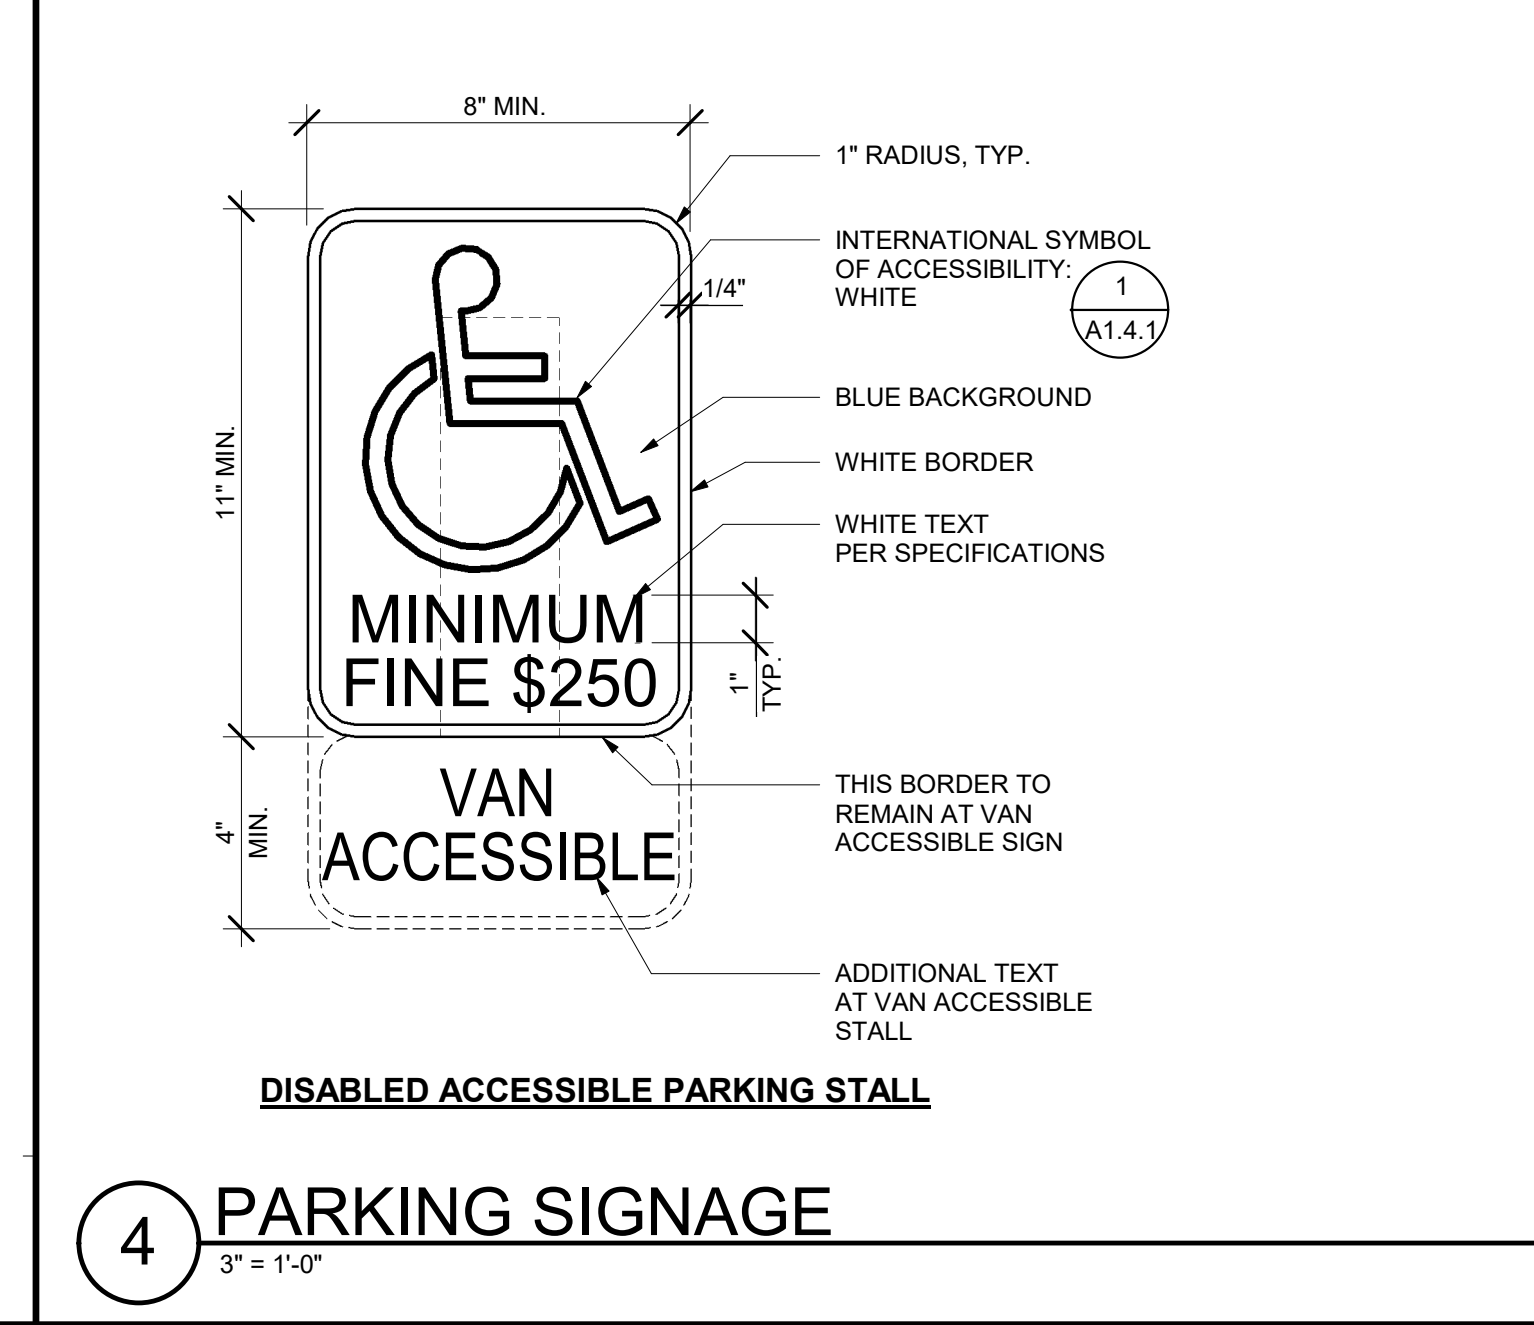 8" MIN.
1" RADIUS, TYP.
INTERNATIONAL SYMBOL
OF ACCESSIBILITY:
WHITE
1
A1.4.1
1/4"
BLUE BACKGROUND
11" MIN.
WHITE BORDER
WHITE TEXT
PER SPECIFICATIONS
MINIMUM
FINE $250
1"
TYP.
VAN
ACCESSIBLE
4"
MIN.
THIS BORDER TO
REMAIN AT VAN
ACCESSIBLE SIGN
ADDITIONAL TEXT
AT VAN ACCESSIBLE
STALL
DISABLED ACCESSIBLE PARKING STALL
4
PARKING SIGNAGE
3" = 1'-0"